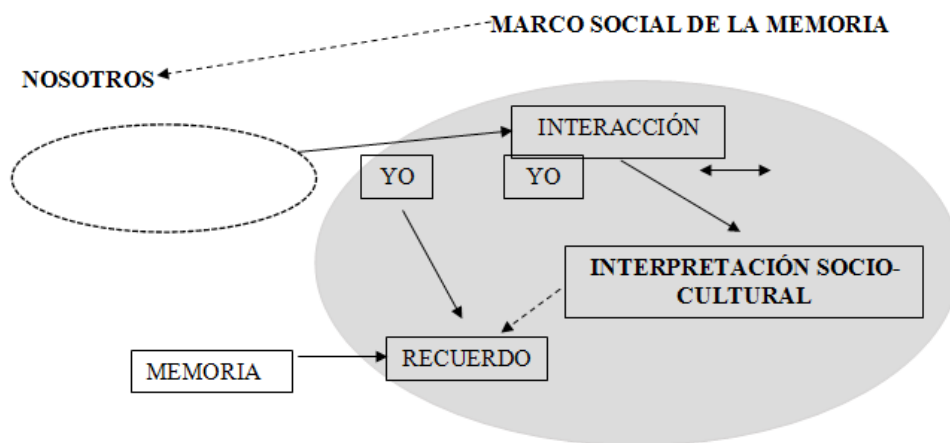 MARCO SOCIAL DE LA MEMORIA
NOSOTROS
INTERACCIÓN
YO
YO
INTERPRETACIÓN SOCIO-
CULTURAL
RECUERDO
MEMORIA